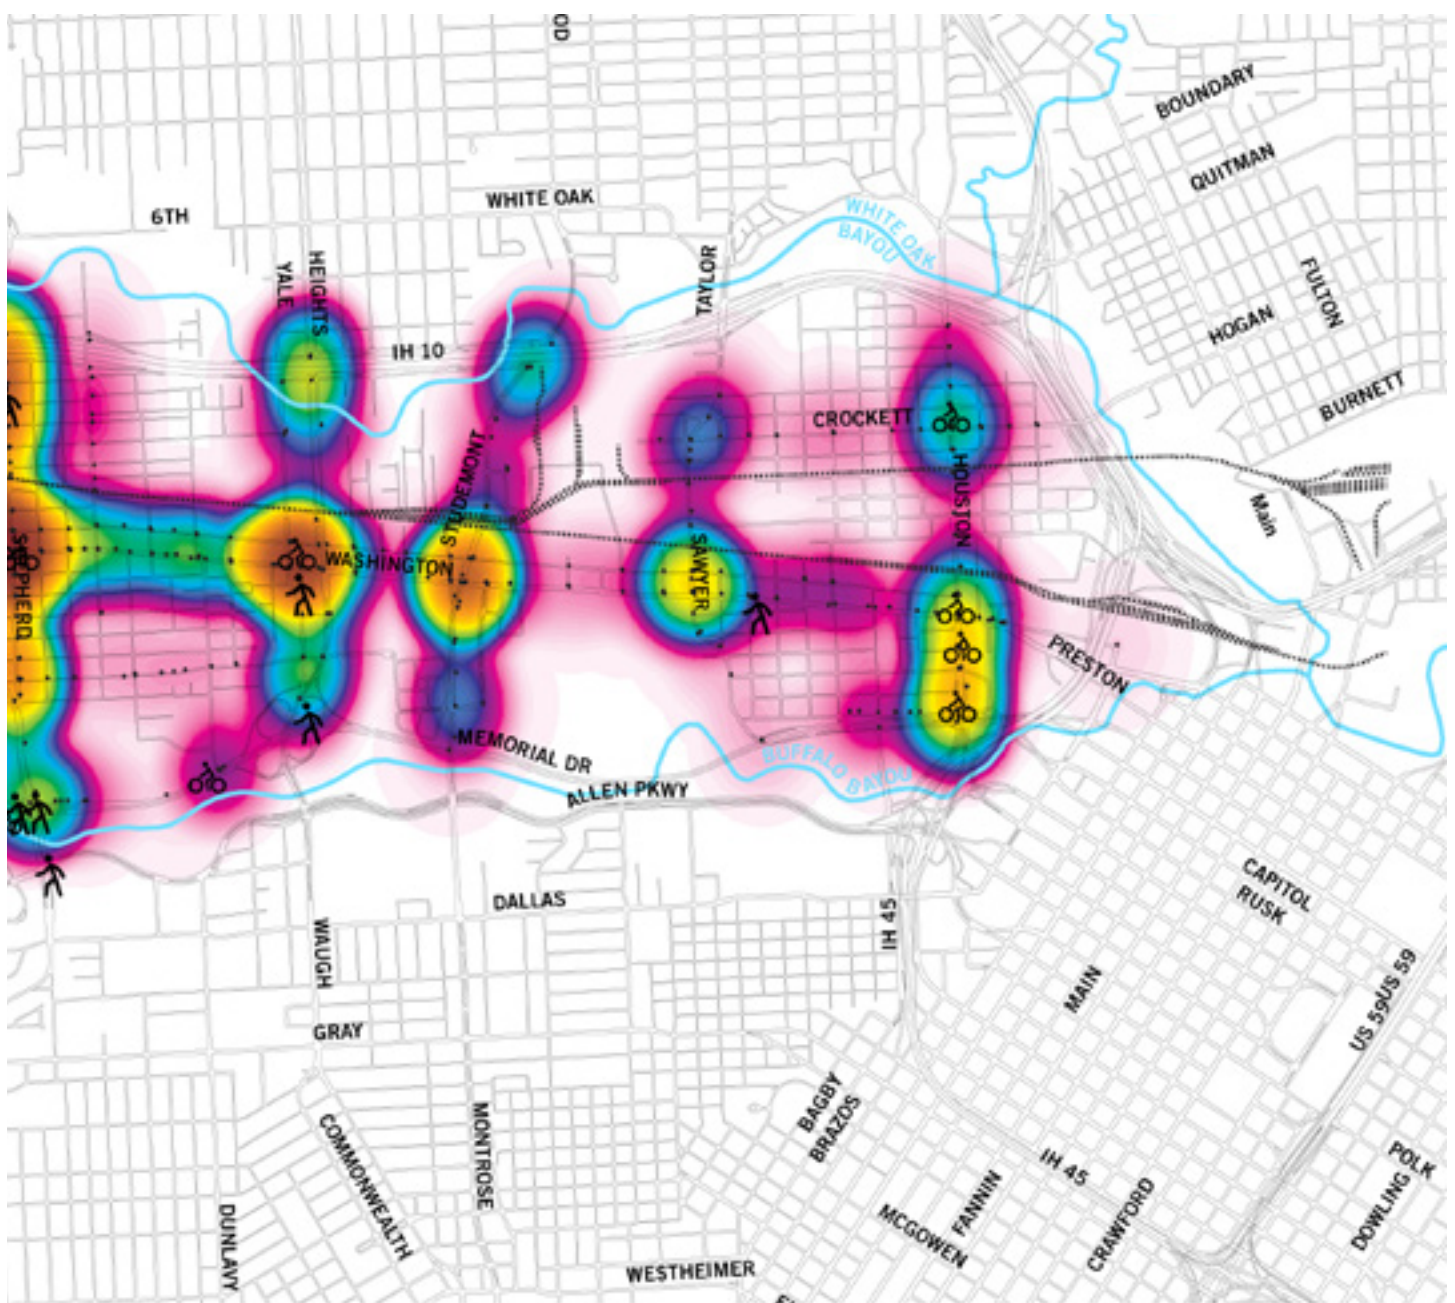 OD
BOUNDARY
QUITMAN
WHITE OAK
6TH
WHITE OAK
BAYOU
HEIGHTS
YALE
TAYLOR
FULTON
HOGAN
IH 10
BURNETT
CROCKETT
STUDEMONT
HOUSTON
Main
SHEPHERD
WASHINGTON
SAWYER
PRESTON
MEMORIAL DR
BUFFALO BAYOU
ALLEN PKWY
CAPITOL
RUSK
DALLAS
IH 45
WAUGH
US 59
US 59
MAIN
GRAY
BAGBY
BRAZOS
MONTROSE
COMMONWEALTH
IH 45
POLK
DOWLING
FANNIN
CRAWFORD
MCGOWEN
DUNLAVY
WESTHEIMER